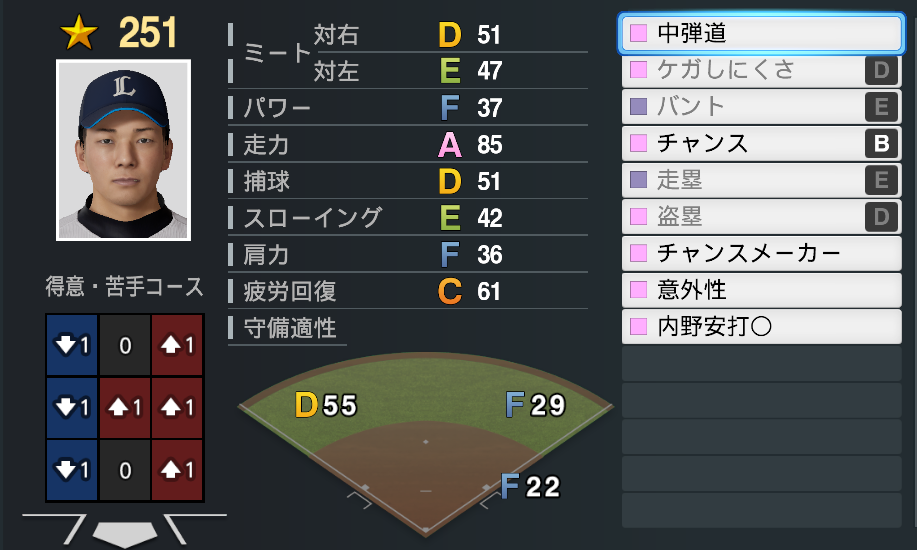 251
L
ミート 対右 D 51
対左 E 47
パワー F 37
走力 A 85
捕球 D 51
スローイング E 42
肩力 F 36
疲労回復 C 61
守備適性
D 55
F 29
F 22
得意・苦手コース
1 0 1
1 1 1
1 0 1
中弾道
ケガしにくさ D
バント E
チャンス B
走塁 E
盗塁 D
チャンスメーカー
意外性
内野安打〇